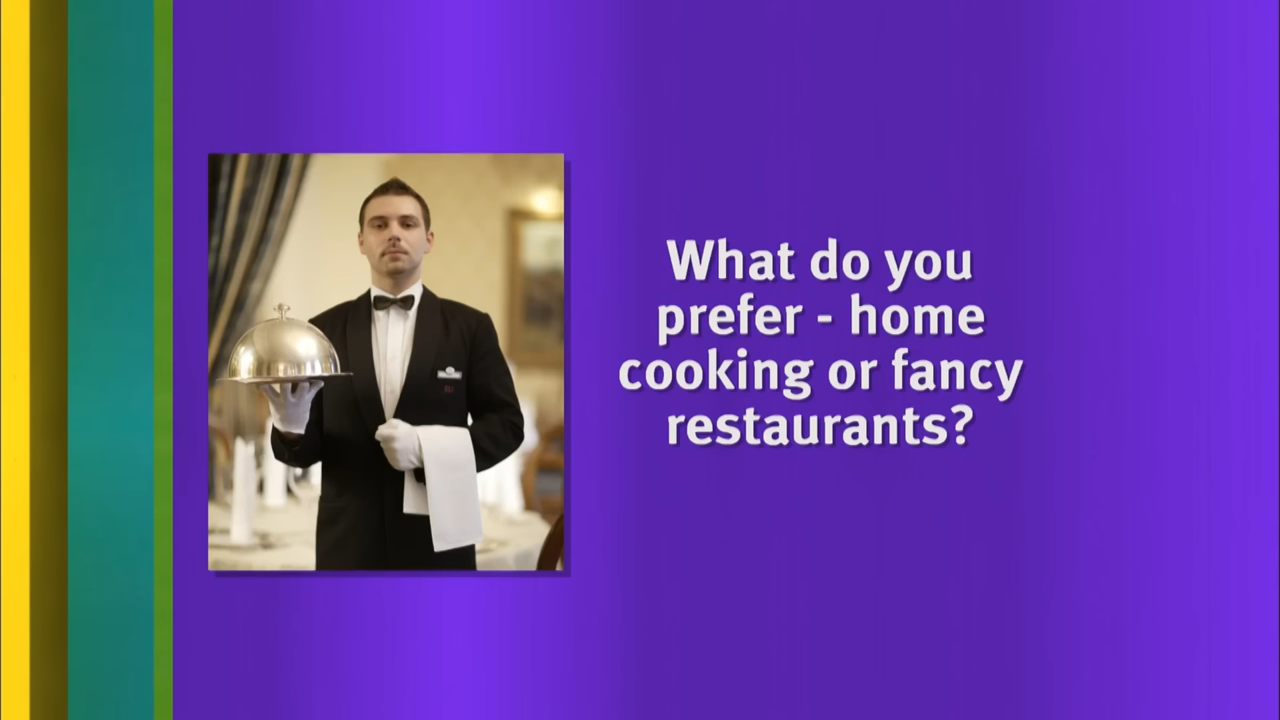 What do you
prefer - home
cooking or fancy
restaurants?